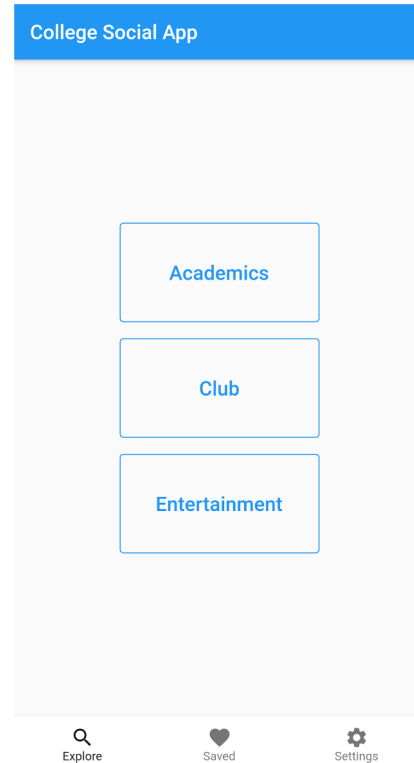 College Social App
Academics
Club
Entertainment
Explore
Saved
Settings